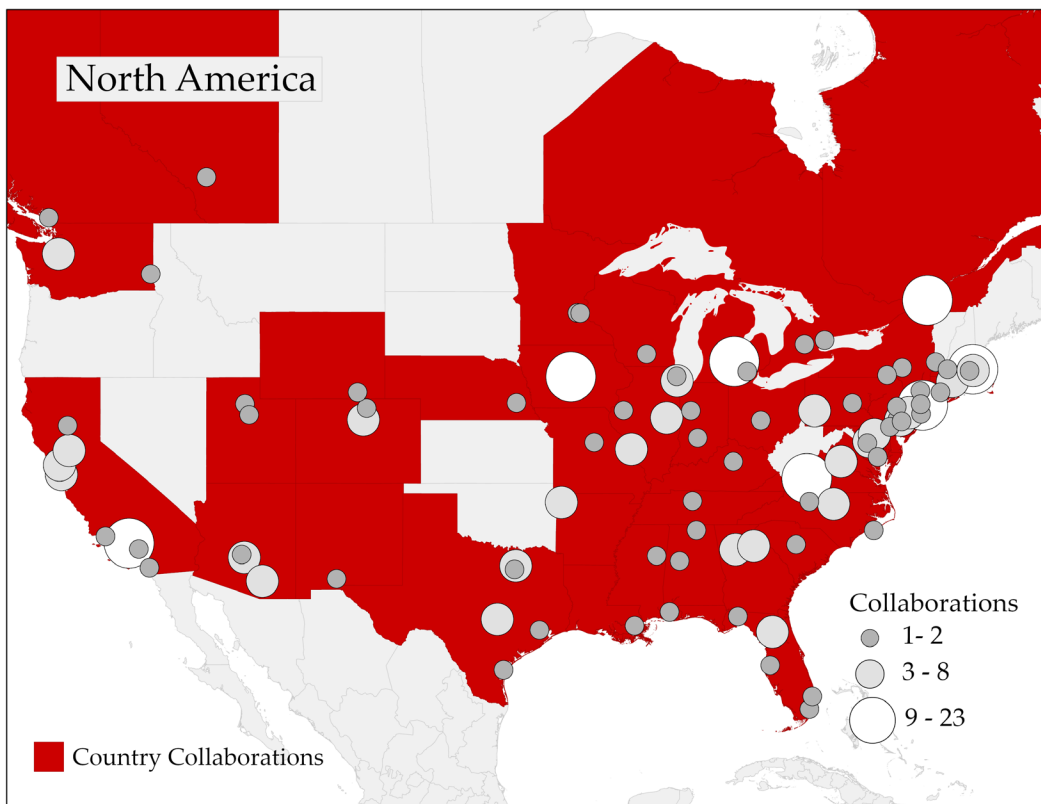 North America
Collaborations
1- 2
3 - 8
9 - 23
Country Collaborations